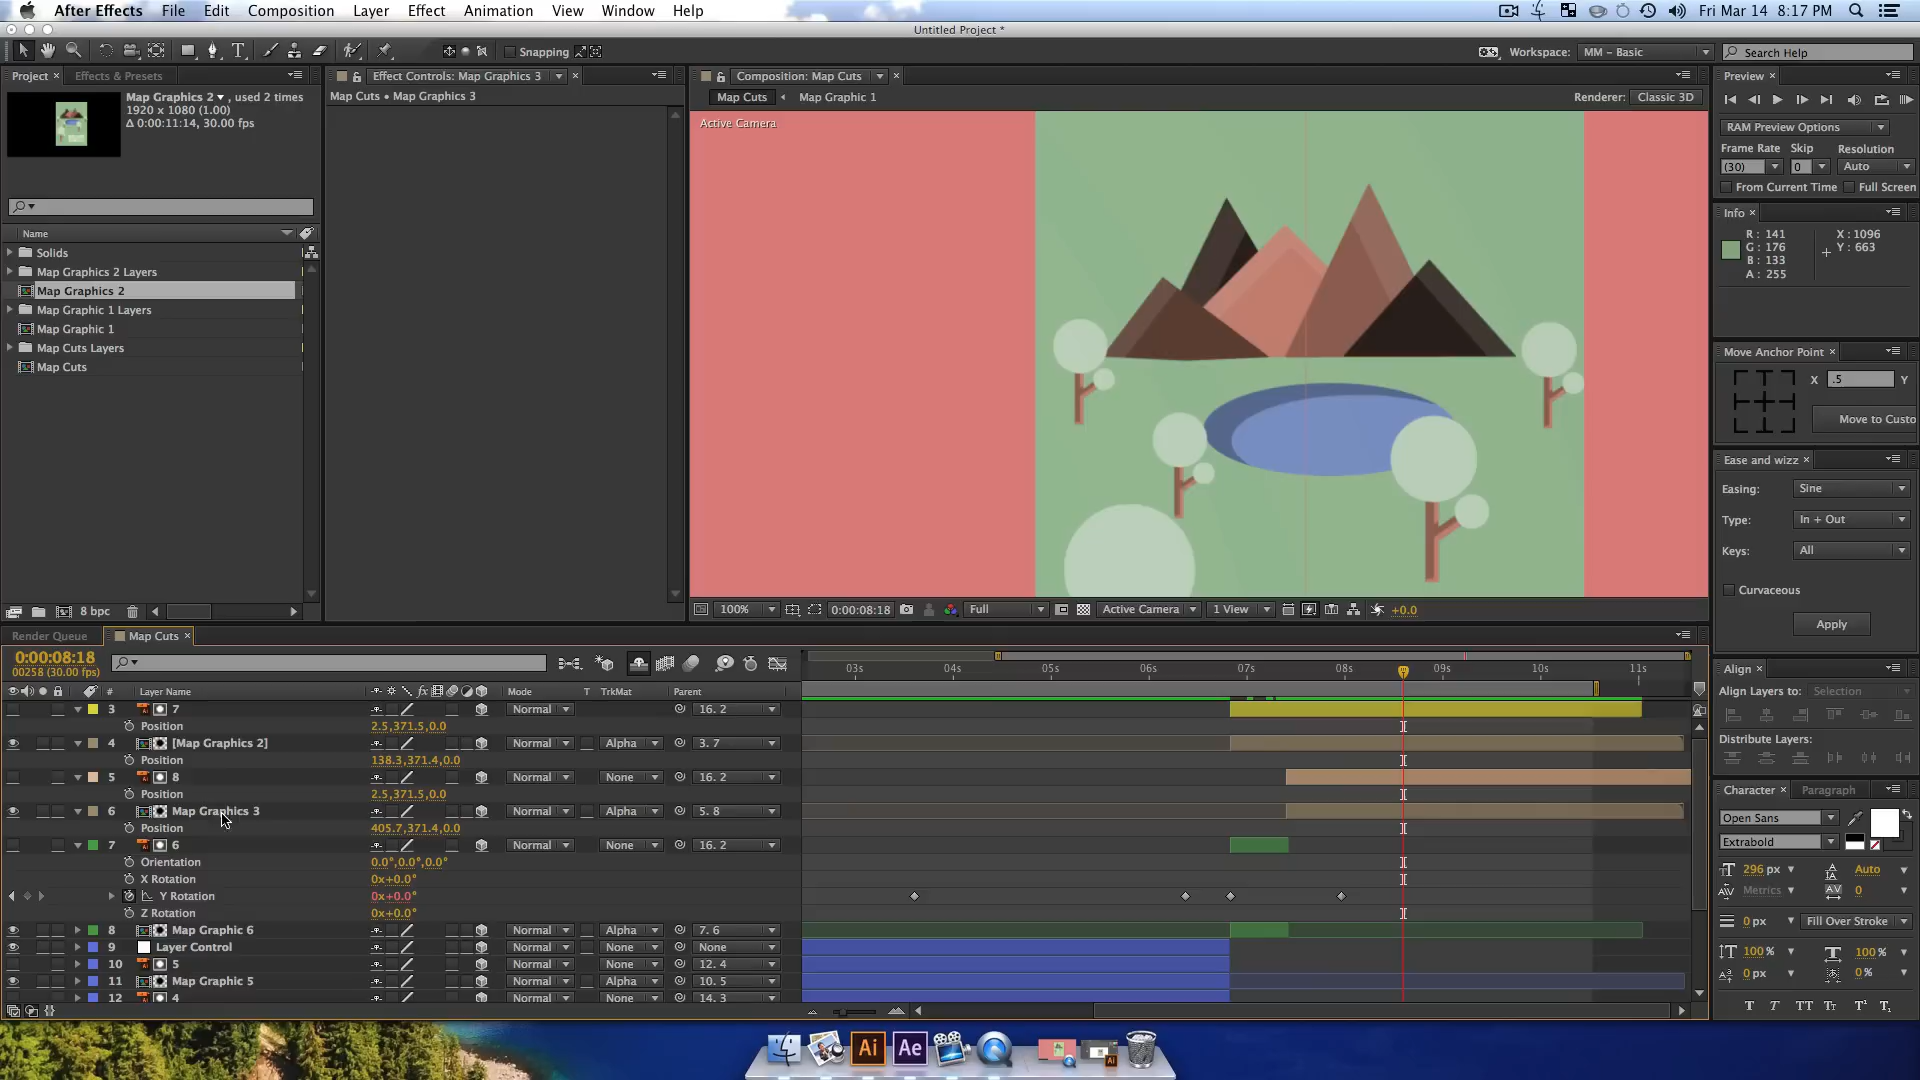 After Effects File Edit Composition Layer Effect Animation View Window Help Fri Mar 14 8:17 PM
Untitled Project *
Snapping Workspace: MM - Basic Search Help
Project Effects & Presets Effect Controls: Map Graphics 3 Composition: Map Cuts Preview
Map Graphics 2 , used 2 times
1920 x 1080 (1.00)
Δ 0:00:11:14, 30.00 fps
Map Cuts • Map Graphics 3
Map Cuts Map Graphic 1 Renderer: Classic 3D
Active Camera
RAM Preview Options
Frame Rate Skip Resolution
(30) 0 Auto
From Current Time Full Screen
Info
R: 141 X: 1096
G: 176 Y: 663
B: 133
A: 255
Name
Solids
Map Graphics 2 Layers
Map Graphics 2
Map Graphic 1 Layers
Map Graphic 1
Map Cuts Layers
Map Cuts
Move Anchor Point
X .5 Y
Move to Custo
Ease and wizz
Easing: Sine
Type: In + Out
Keys: All
Curvaceous
Apply
8 bpc
100% 0:00:08:18 Full Active Camera 1 View +0.0
Render Queue Map Cuts
0:00:08:18
00258 (30.00 fps)
03s 04s 05s 06s 07s 08s 09s 10s 11s
# Layer Name Mode T TrkMat Parent
3 7 Normal 16. 2
Position 2.5,371.5,0.0
4 [Map Graphics 2] Normal Alpha 3. 7
Position 138.3,371.4,0.0
5 8 Normal None 16. 2
Position 2.5,371.5,0.0
6 Map Graphics 3 Normal Alpha 5. 8
Position 405.7,371.4,0.0
7 6 Normal None 16. 2
Orientation 0.0°,0.0°,0.0°
X Rotation 0x+0.0°
Y Rotation 0x+0.0°
Z Rotation 0x+0.0°
8 Map Graphic 6 Normal Alpha 7. 6
9 Layer Control Normal None None
10 5 Normal None 12. 4
11 Map Graphic 5 Normal Alpha 10. 5
12 4 Normal None 14. 3
Align
Align Layers to: Selection
Distribute Layers:
Character Paragraph
Open Sans
Extrabold
296 px Auto
Metrics 0
0 px Fill Over Stroke
100% 100%
0 px 0%
T T TT Tt T¹ T₁
Ai Ae